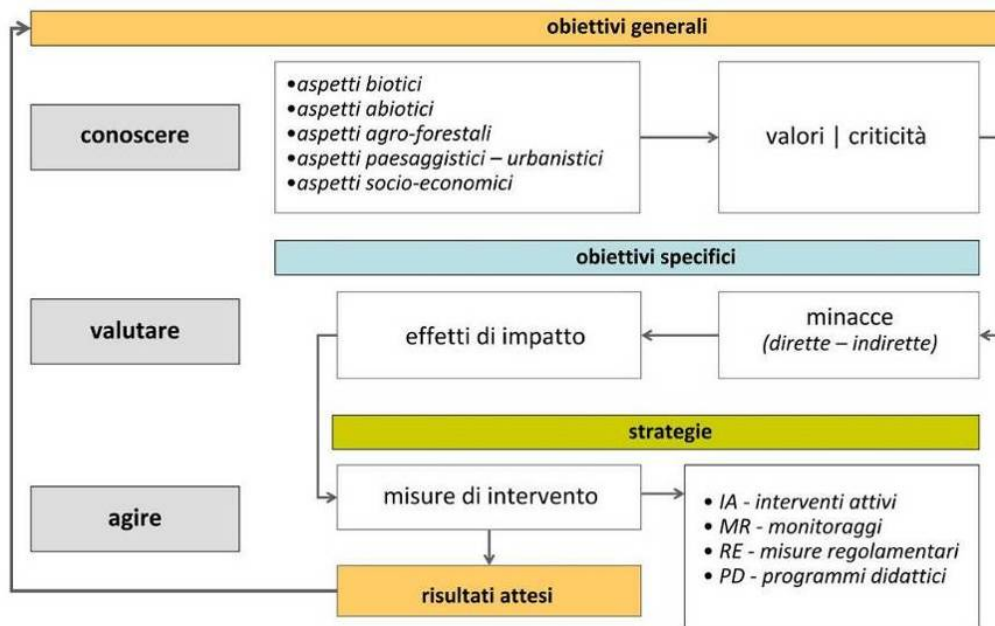 obiettivi generali
conoscere
•aspetti biotici
•aspetti abiotici
•aspetti agro-forestali
•aspetti paesaggistici – urbanistici
•aspetti socio-economici
valori | criticità
obiettivi specifici
valutare
effetti di impatto
minacce
(dirette – indirette)
strategie
agire
misure di intervento
• IA - interventi attivi
• MR - monitoraggi
• RE - misure regolamentari
• PD - programmi didattici
risultati attesi